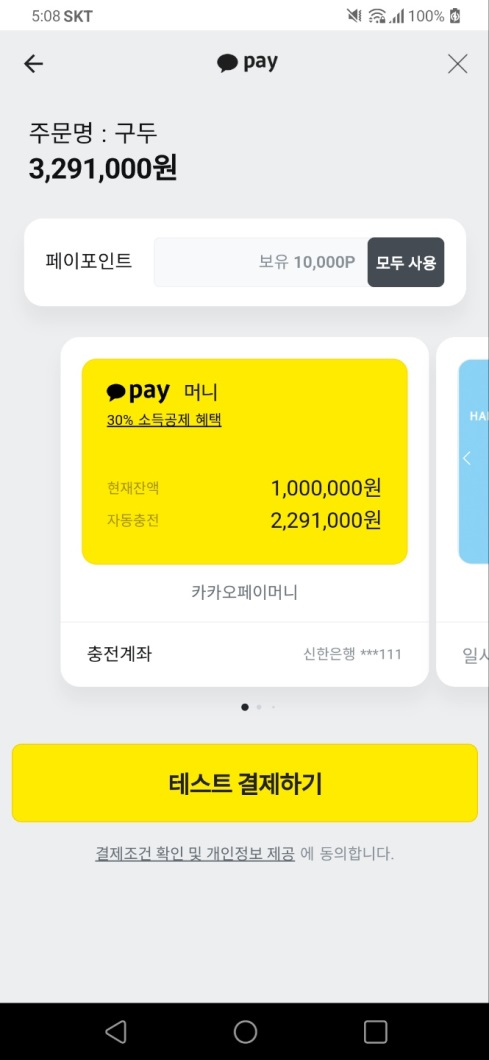 5:08 SKT 100%
pay
주문명 : 구두
3,291,000원
페이포인트 보유 10,000P 모두 사용
pay 머니
30% 소득공제 혜택
HA
현재잔액 1,000,000원
자동충전 2,291,000원
카카오페이머니
충전계좌 신한은행 ***111
일시
테스트 결제하기
결제조건 확인 및 개인정보 제공 에 동의합니다.